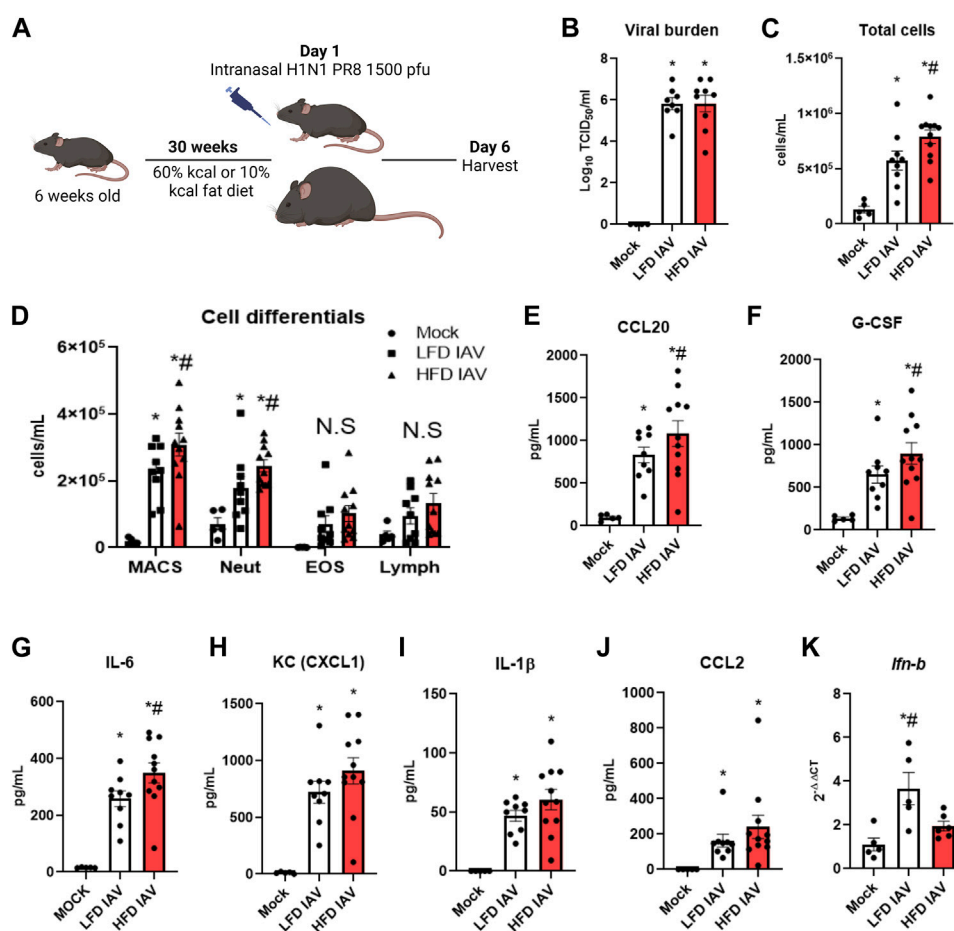 A
Day 1
Intranasal H1N1 PR8 1500 pfu
30 weeks
60% kcal or 10%
kcal fat diet
6 weeks old
Day 6
Harvest
B
Viral burden
Log10 TCID50/ml
8
6
4
2
0
* *
Mock
LFD IAV
HFD IAV
C
Total cells
cells/mL
1.5×10⁶
1×10⁶
5×10⁵
0
* *#
Mock
LFD IAV
HFD IAV
D
Cell differentials
Mock
LFD IAV
HFD IAV
cells/mL
6×10⁵
4×10⁵
2×10⁵
0
* *# * *# N.S N.S
MACS Neut EOS Lymph
E
CCL20
pg/mL
2000
1500
1000
500
0
* *#
Mock
LFD IAV
HFD IAV
F
G-CSF
pg/mL
2000
1500
1000
500
0
* *#
Mock
LFD IAV
HFD IAV
G
IL-6
pg/mL
600
400
200
0
* *#
MOCK
LFD IAV
HFD IAV
H
KC (CXCL1)
pg/mL
1500
1000
500
0
* *
Mock
LFD IAV
HFD IAV
I
IL-1β
pg/mL
150
100
50
0
* *
Mock
LFD IAV
HFD IAV
J
CCL2
pg/mL
1000
800
600
400
200
0
* *
Mock
LFD IAV
HFD IAV
K
Ifn-b
2^-ΔΔCT
8
6
4
2
0
*#
Mock
LFD IAV
HFD IAV